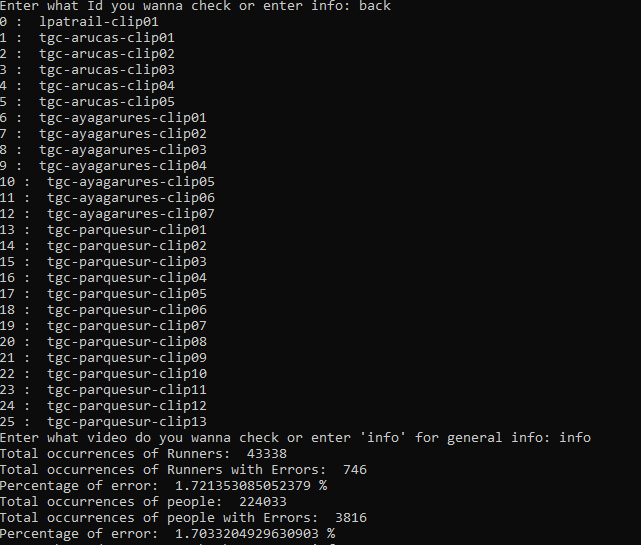 Enter what Id you wanna check or enter info: back
0 :  lpatrail-clip01
1 :  tgc-arucas-clip01
2 :  tgc-arucas-clip02
3 :  tgc-arucas-clip03
4 :  tgc-arucas-clip04
5 :  tgc-arucas-clip05
6 :  tgc-ayagarures-clip01
7 :  tgc-ayagarures-clip02
8 :  tgc-ayagarures-clip03
9 :  tgc-ayagarures-clip04
10 :  tgc-ayagarures-clip05
11 :  tgc-ayagarures-clip06
12 :  tgc-ayagarures-clip07
13 :  tgc-parquesur-clip01
14 :  tgc-parquesur-clip02
15 :  tgc-parquesur-clip03
16 :  tgc-parquesur-clip04
17 :  tgc-parquesur-clip05
18 :  tgc-parquesur-clip06
19 :  tgc-parquesur-clip07
20 :  tgc-parquesur-clip08
21 :  tgc-parquesur-clip09
22 :  tgc-parquesur-clip10
23 :  tgc-parquesur-clip11
24 :  tgc-parquesur-clip12
25 :  tgc-parquesur-clip13
Enter what video do you wanna check or enter 'info' for general info: info
Total occurrences of Runners:  43338
Total occurrences of Runners with Errors:  746
Percentage of error:  1.721353085052379 %
Total occurrences of people:  224033
Total occurrences of people with Errors:  3816
Percentage of error:  1.7033204929630903 %